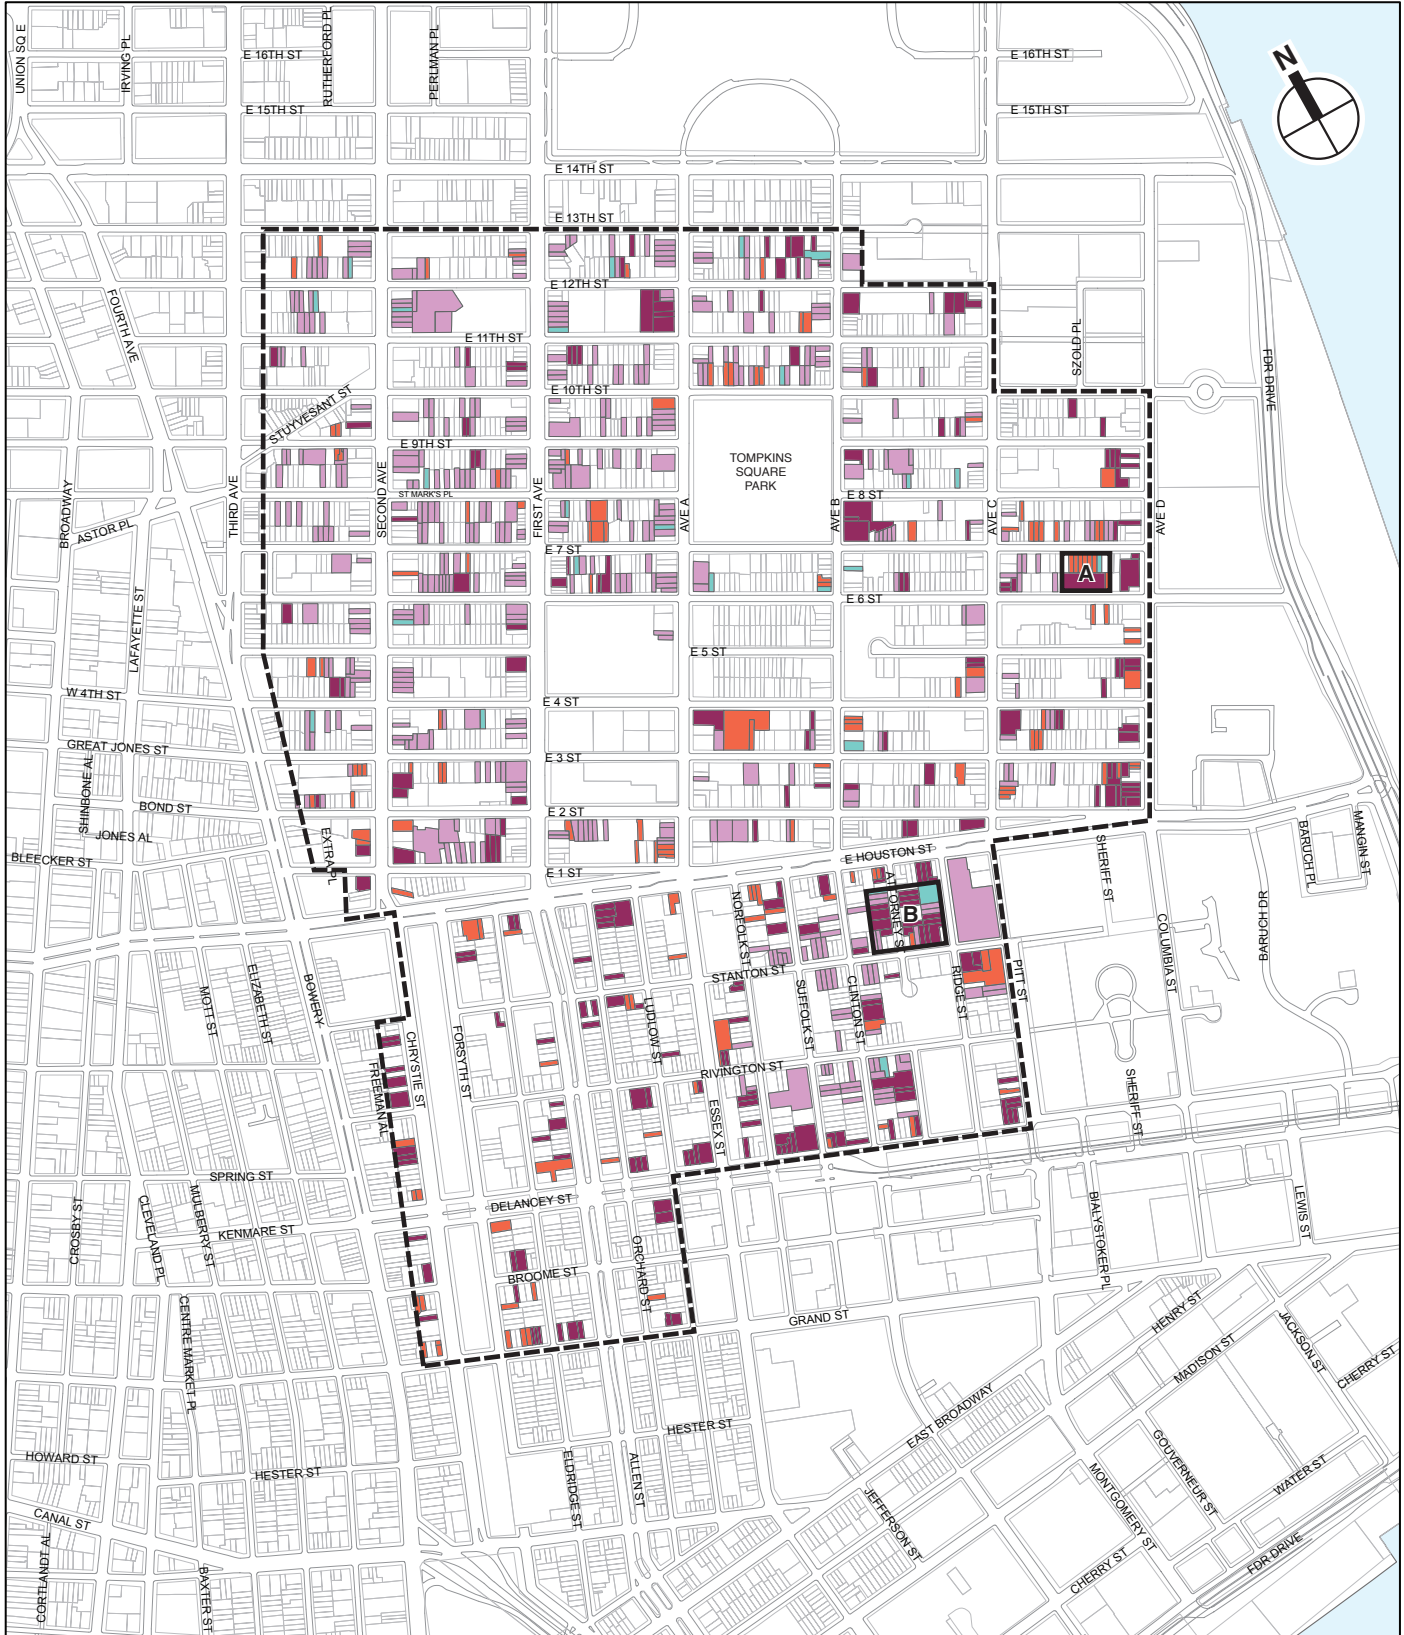 UNION SQ E
IRVING PL
RUTHERFORD PL
PERLMAN PL
E 16TH ST
E 16TH ST
N
E 15TH ST
E 15TH ST
E 14TH ST
E 13TH ST
E 12TH ST
FOURTH AVE
E 11TH ST
SZOLD PL
FDR DRIVE
E 10TH ST
STUYVESANT ST
E 9TH ST
TOMPKINS
SQUARE
PARK
BROADWAY
ASTOR PL
THIRD AVE
SECOND AVE
ST MARK'S PL
FIRST AVE
AVE A
AVE B
E 8 ST
AVE C
AVE D
E 7 ST
A
LAFAYETTE ST
E 6 ST
E 5 ST
W 4TH ST
E 4 ST
GREAT JONES ST
SHINBONE AL
E 3 ST
BOND ST
JONES AL
E 2 ST
EXTRA PL
BLEECKER ST
E HOUSTON ST
E 1 ST
SHERIFF ST
BARUCH PL
MANGIN ST
NORFOLK ST
ATTORNEY ST
B
COLUMBIA ST
BARUCH DR
MOTT ST
ELIZABETH ST
BOWERY
STANTON ST
SUFFOLK ST
CLINTON ST
RIDGE ST
PITT ST
LUDLOW ST
CHRYSTIE ST
FORSYTH ST
FREEMAN AL
RIVINGTON ST
ESSEX ST
SHERIFF ST
SPRING ST
CROSBY ST
CLEVELAND PL
MULBERRY ST
KENMARE ST
DELANCEY ST
BIALYSTOKER PL
LEWIS ST
BROOME ST
ORCHARD ST
CENTRE MARKET PL
GRAND ST
HENRY ST
MADISON ST
JACKSON ST
CHERRY ST
EAST BROADWAY
HESTER ST
HOWARD ST
HESTER ST
ELDRIDGE ST
ALLEN ST
GOUVERNEUR ST
MONTGOMERY ST
WATER ST
CANAL ST
JEFFERSON ST
CORTLANDT AL
BAXTER ST
CHERRY ST
FDR DRIVE